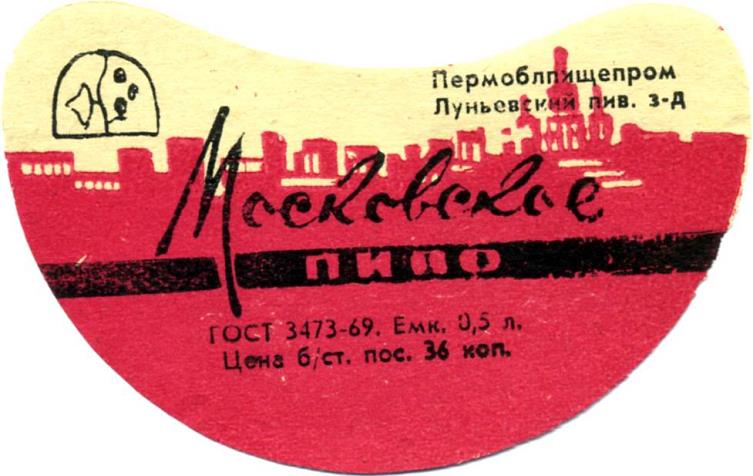 Пермоблпищепром
Луньевский пив. з-д
Московское
ПИВО
ГОСТ 3473-69. Емк. 0,5 л.
Цена б/ст. пос. 36 коп.